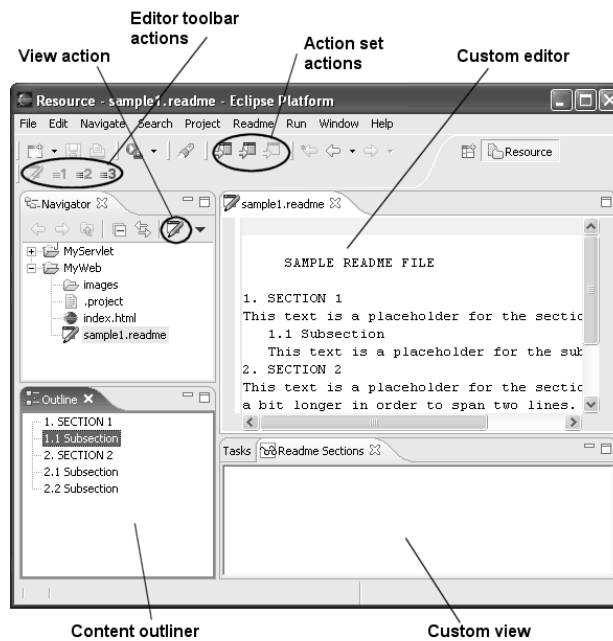 Editor toolbar
actions
View action
Action set
actions
Custom editor
Resource - sample1.readme - Eclipse Platform
File Edit Navigate Search Project Readme Run Window Help
Resource
1 2 3
Navigator
sample1.readme
MyServlet
MyWeb
images
.project
index.html
sample1.readme
SAMPLE README FILE
1. SECTION 1
This text is a placeholder for the sectio
1.1 Subsection
This text is a placeholder for the sub
2. SECTION 2
This text is a placeholder for the sectio
a bit longer in order to span two lines.
Outline
1. SECTION 1
1.1 Subsection
2. SECTION 2
2.1 Subsection
2.2 Subsection
Tasks Readme Sections
Content outliner
Custom view